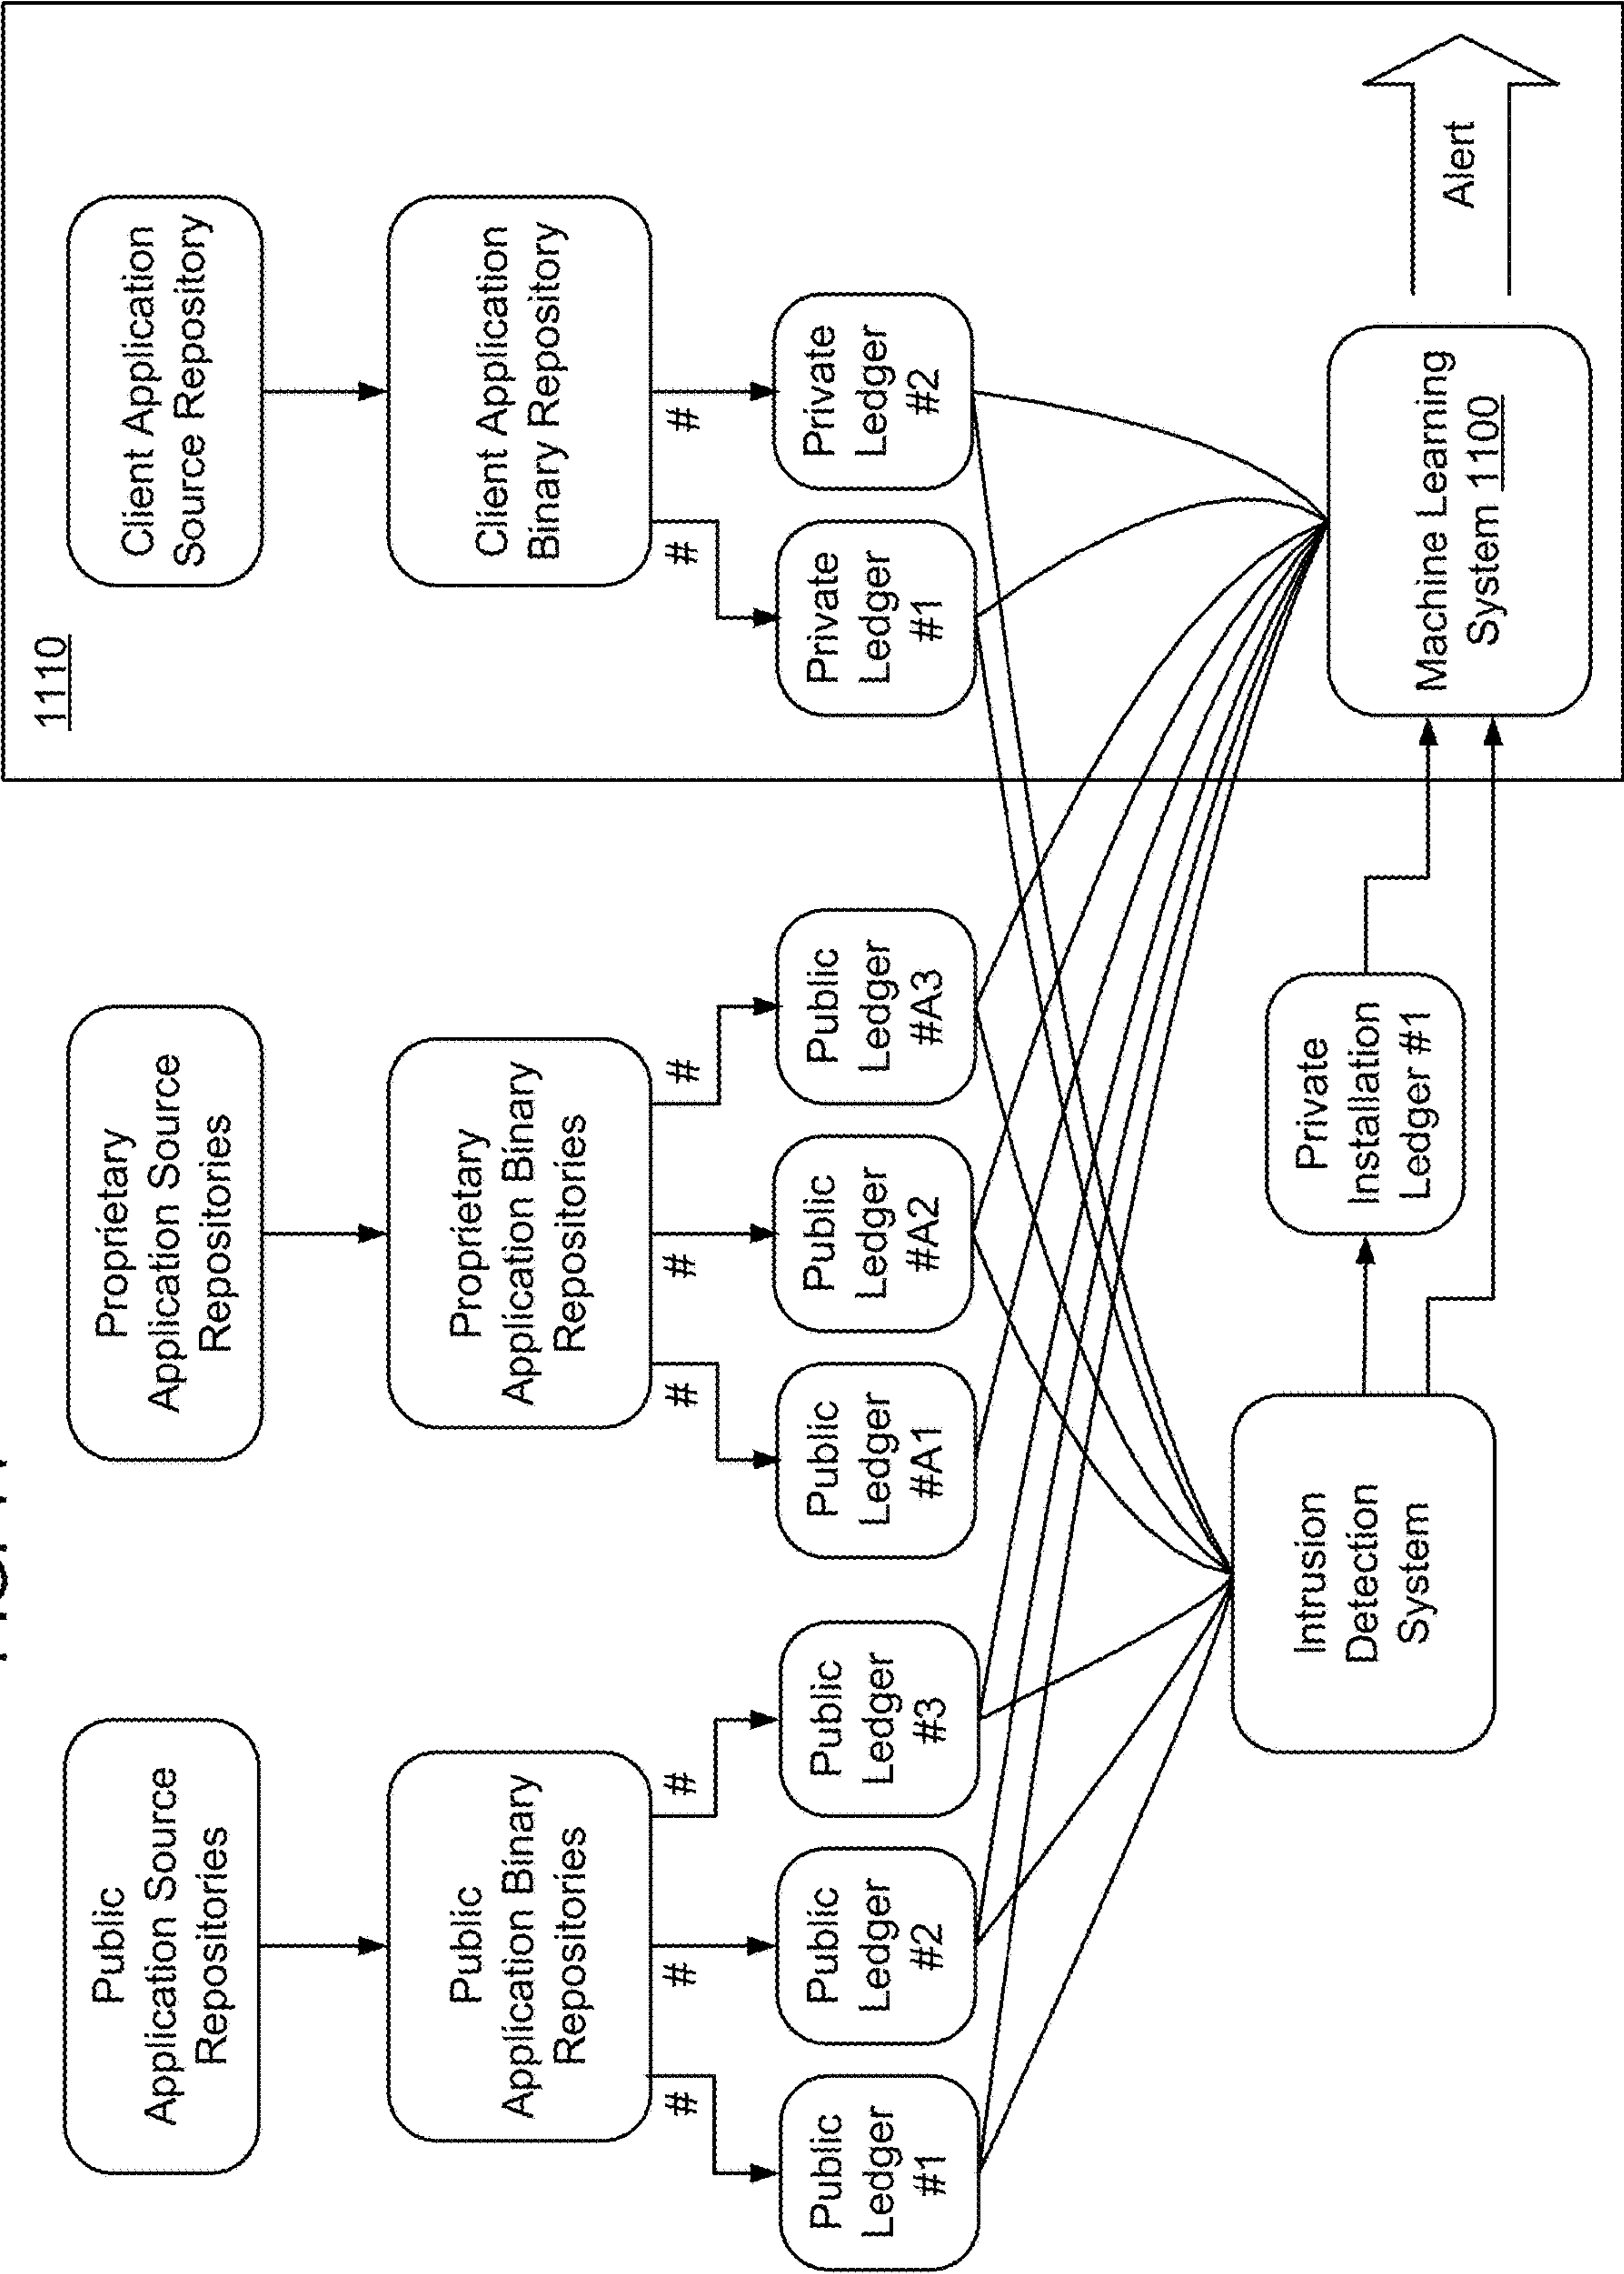 1110
Public
Application Source
Repositories
Proprietary
Application Source
Repositories
Client Application
Source Repository
Public
Application Binary
Repositories
Proprietary
Application Binary
Repositories
Client Application
Binary Repository
#
#
#
#
#
#
#
#
Public
Ledger
#1
Public
Ledger
#2
Public
Ledger
#3
Public
Ledger
#A1
Public
Ledger
#A2
Public
Ledger
#A3
Private
Ledger
#1
Private
Ledger
#2
Intrusion
Detection
System
Private
Installation
Ledger #1
Machine Learning
System 1100
Alert